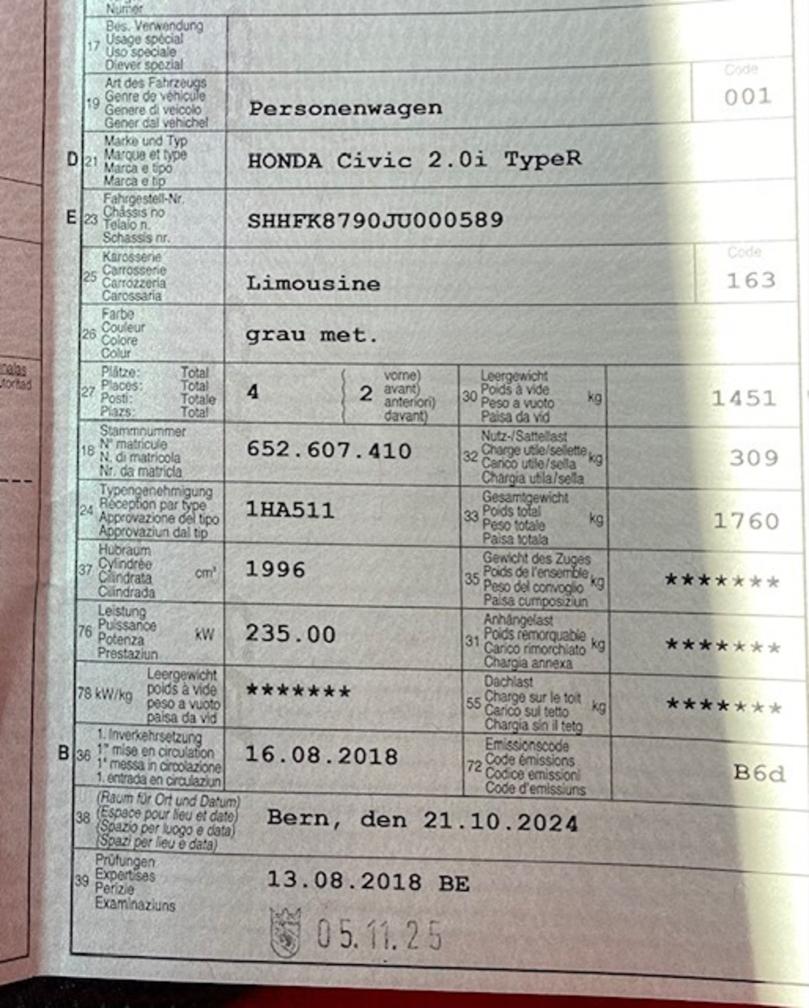 Numer
17 Bes. Verwendung
Usage spécial
Uso speciale
Diever spezial
19 Art des Fahrzeugs
Genre de véhicule
Genere di veicolo
Gener dal vehichel
Personenwagen
Code
001
D 21 Marke und Typ
Marque et type
Marca e tipo
Marca e tip
HONDA Civic 2.0i TypeR
E 23 Fahrgestell-Nr.
Châssis no
Telaio n.
Schassis nr.
SHHFK8790JU000589
25 Karosserie
Carrosserie
Carrozzeria
Carossaria
Limousine
Code
163
26 Farbe
Couleur
Colore
Colur
grau met.
27 Plätze: Total
Places: Total
Posti: Totale
Plazs: Total
4
( 2 vorne)
( avant)
( anteriori)
( davant)
30 Leergewicht
Poids à vide
Peso a vuoto
Paisa da vid
kg
1451
18 Stammnummer
N° matricule
N. di matricola
Nr. da matricla
652.607.410
32 Nutz-/Sattellast
Charge utile/sellette
Carico utile/sella
Chargia utila/sella
kg
309
24 Typengenehmigung
Réception par type
Approvazione del tipo
Approvaziun dal tip
1HA511
33 Gesamtgewicht
Poids total
Peso totale
Paisa totala
kg
1760
37 Hubraum
Cylindrée
Cilindrata
Cilindrada
cm³
1996
35 Gewicht des Zuges
Poids de l'ensemble
Peso del convoglio
Paisa cumposiziun
kg
*******
76 Leistung
Puissance
Potenza
Prestaziun
kW
235.00
31 Anhängelast
Poids remorquable
Carico rimorchiato
Chargia annexa
kg
*******
78 kW/kg Leergewicht
poids à vide
peso a vuoto
paisa da vid
*******
55 Dachlast
Charge sur le toit
Carico sul tetto
Chargia sin il tetg
kg
*******
B 36 1. Inverkehrsetzung
1re mise en circulation
1a messa in circolazione
1. entrada en circulaziun
16.08.2018
72 Emissionscode
Code émissions
Codice emissioni
Code d'emissiuns
B6d
38 (Raum für Ort und Datum)
(Espace pour lieu et date)
(Spazio per luogo e data)
(Spazi per lieu e data)
Bern, den 21.10.2024
39 Prüfungen
Expertises
Perizie
Examinaziuns
13.08.2018 BE
05.11.25